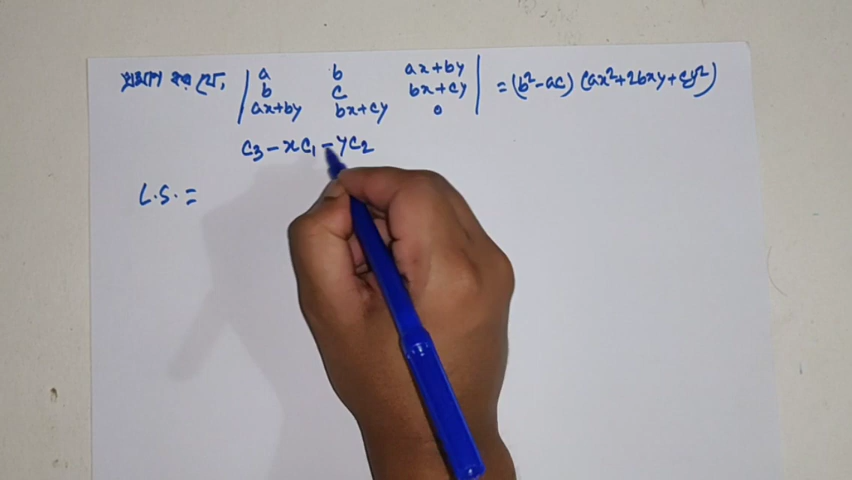 প্রমাণ কর যে, | a b ax+by |
| b c bx+cy | = (b²-ac) (ax²+2bxy+cy²)
| ax+by bx+cy 0 |
C₃ - xC₁ - yC₂
L.S. =